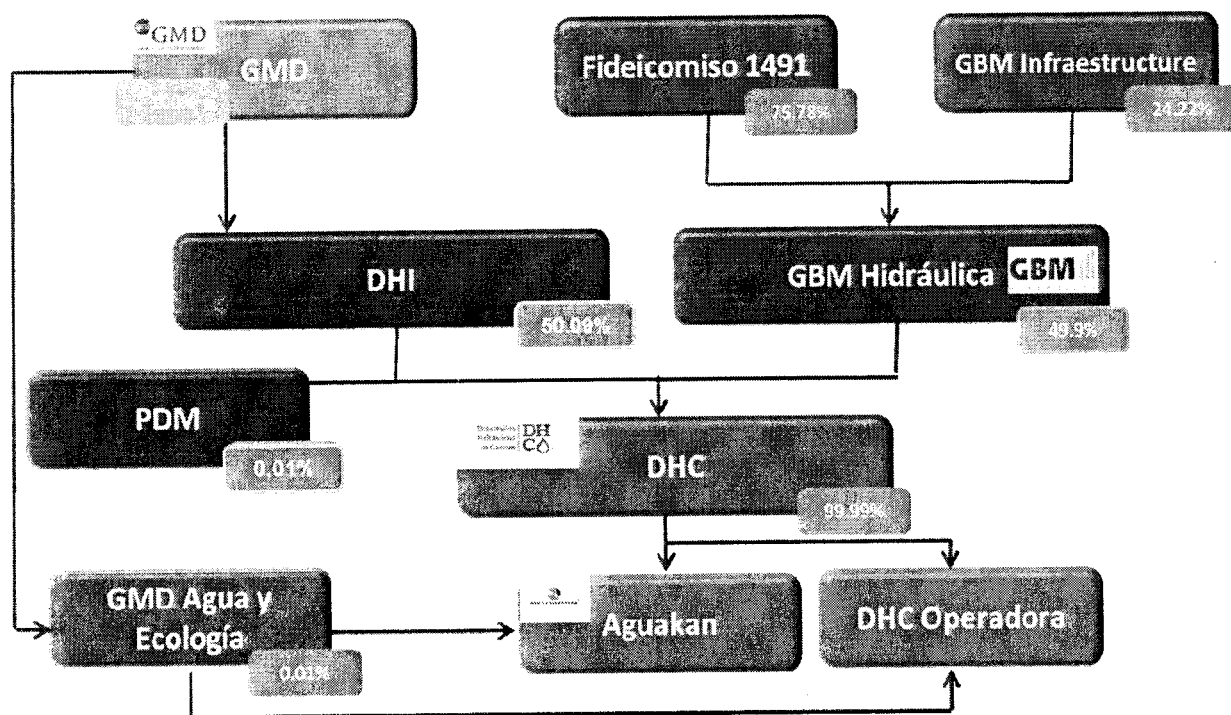 GMD
GMD
Fideicomiso 1491
75.78%
GBM Infraestructure
24.22%
DHI
50.09%
GBM Hidráulica
GBM
49.9%
PDM
0.01%
DH
C
DHC
99.99%
GMD Agua y
Ecología
0.01%
Aguakan
DHC Operadora